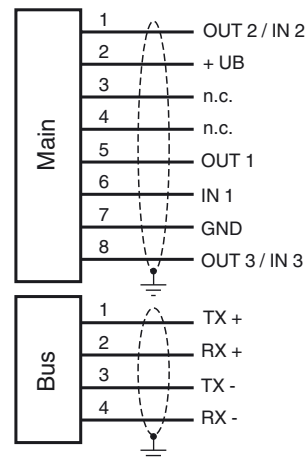 Main
1 OUT 2 / IN 2
2 + UB
3 n.c.
4 n.c.
5 OUT 1
6 IN 1
7 GND
8 OUT 3 / IN 3
Bus
1 TX +
2 RX +
3 TX -
4 RX -